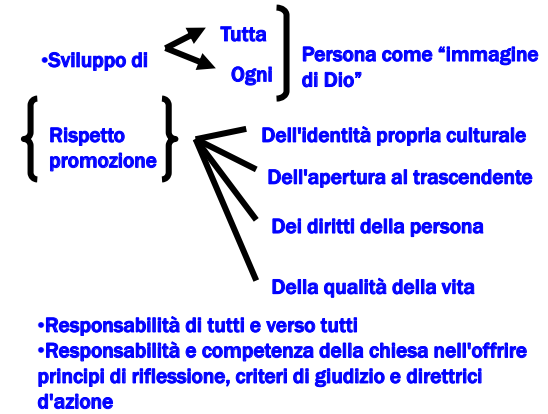 Tutta
•Sviluppo di
Ogni
Persona come “immagine
di Dio”
Rispetto
promozione
Dell'identità propria culturale
Dell'apertura al trascendente
Dei diritti della persona
Della qualità della vita
•Responsabilità di tutti e verso tutti
•Responsabilità e competenza della chiesa nell'offrire
principi di riflessione, criteri di giudizio e direttrici
d'azione